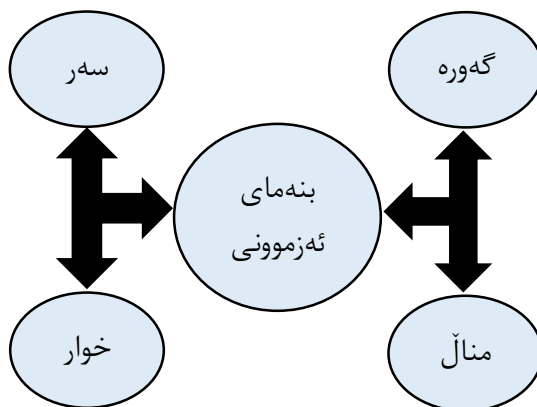 گەورە
سەر
بنەمای
ئەزموونی
مناڵ
خوار